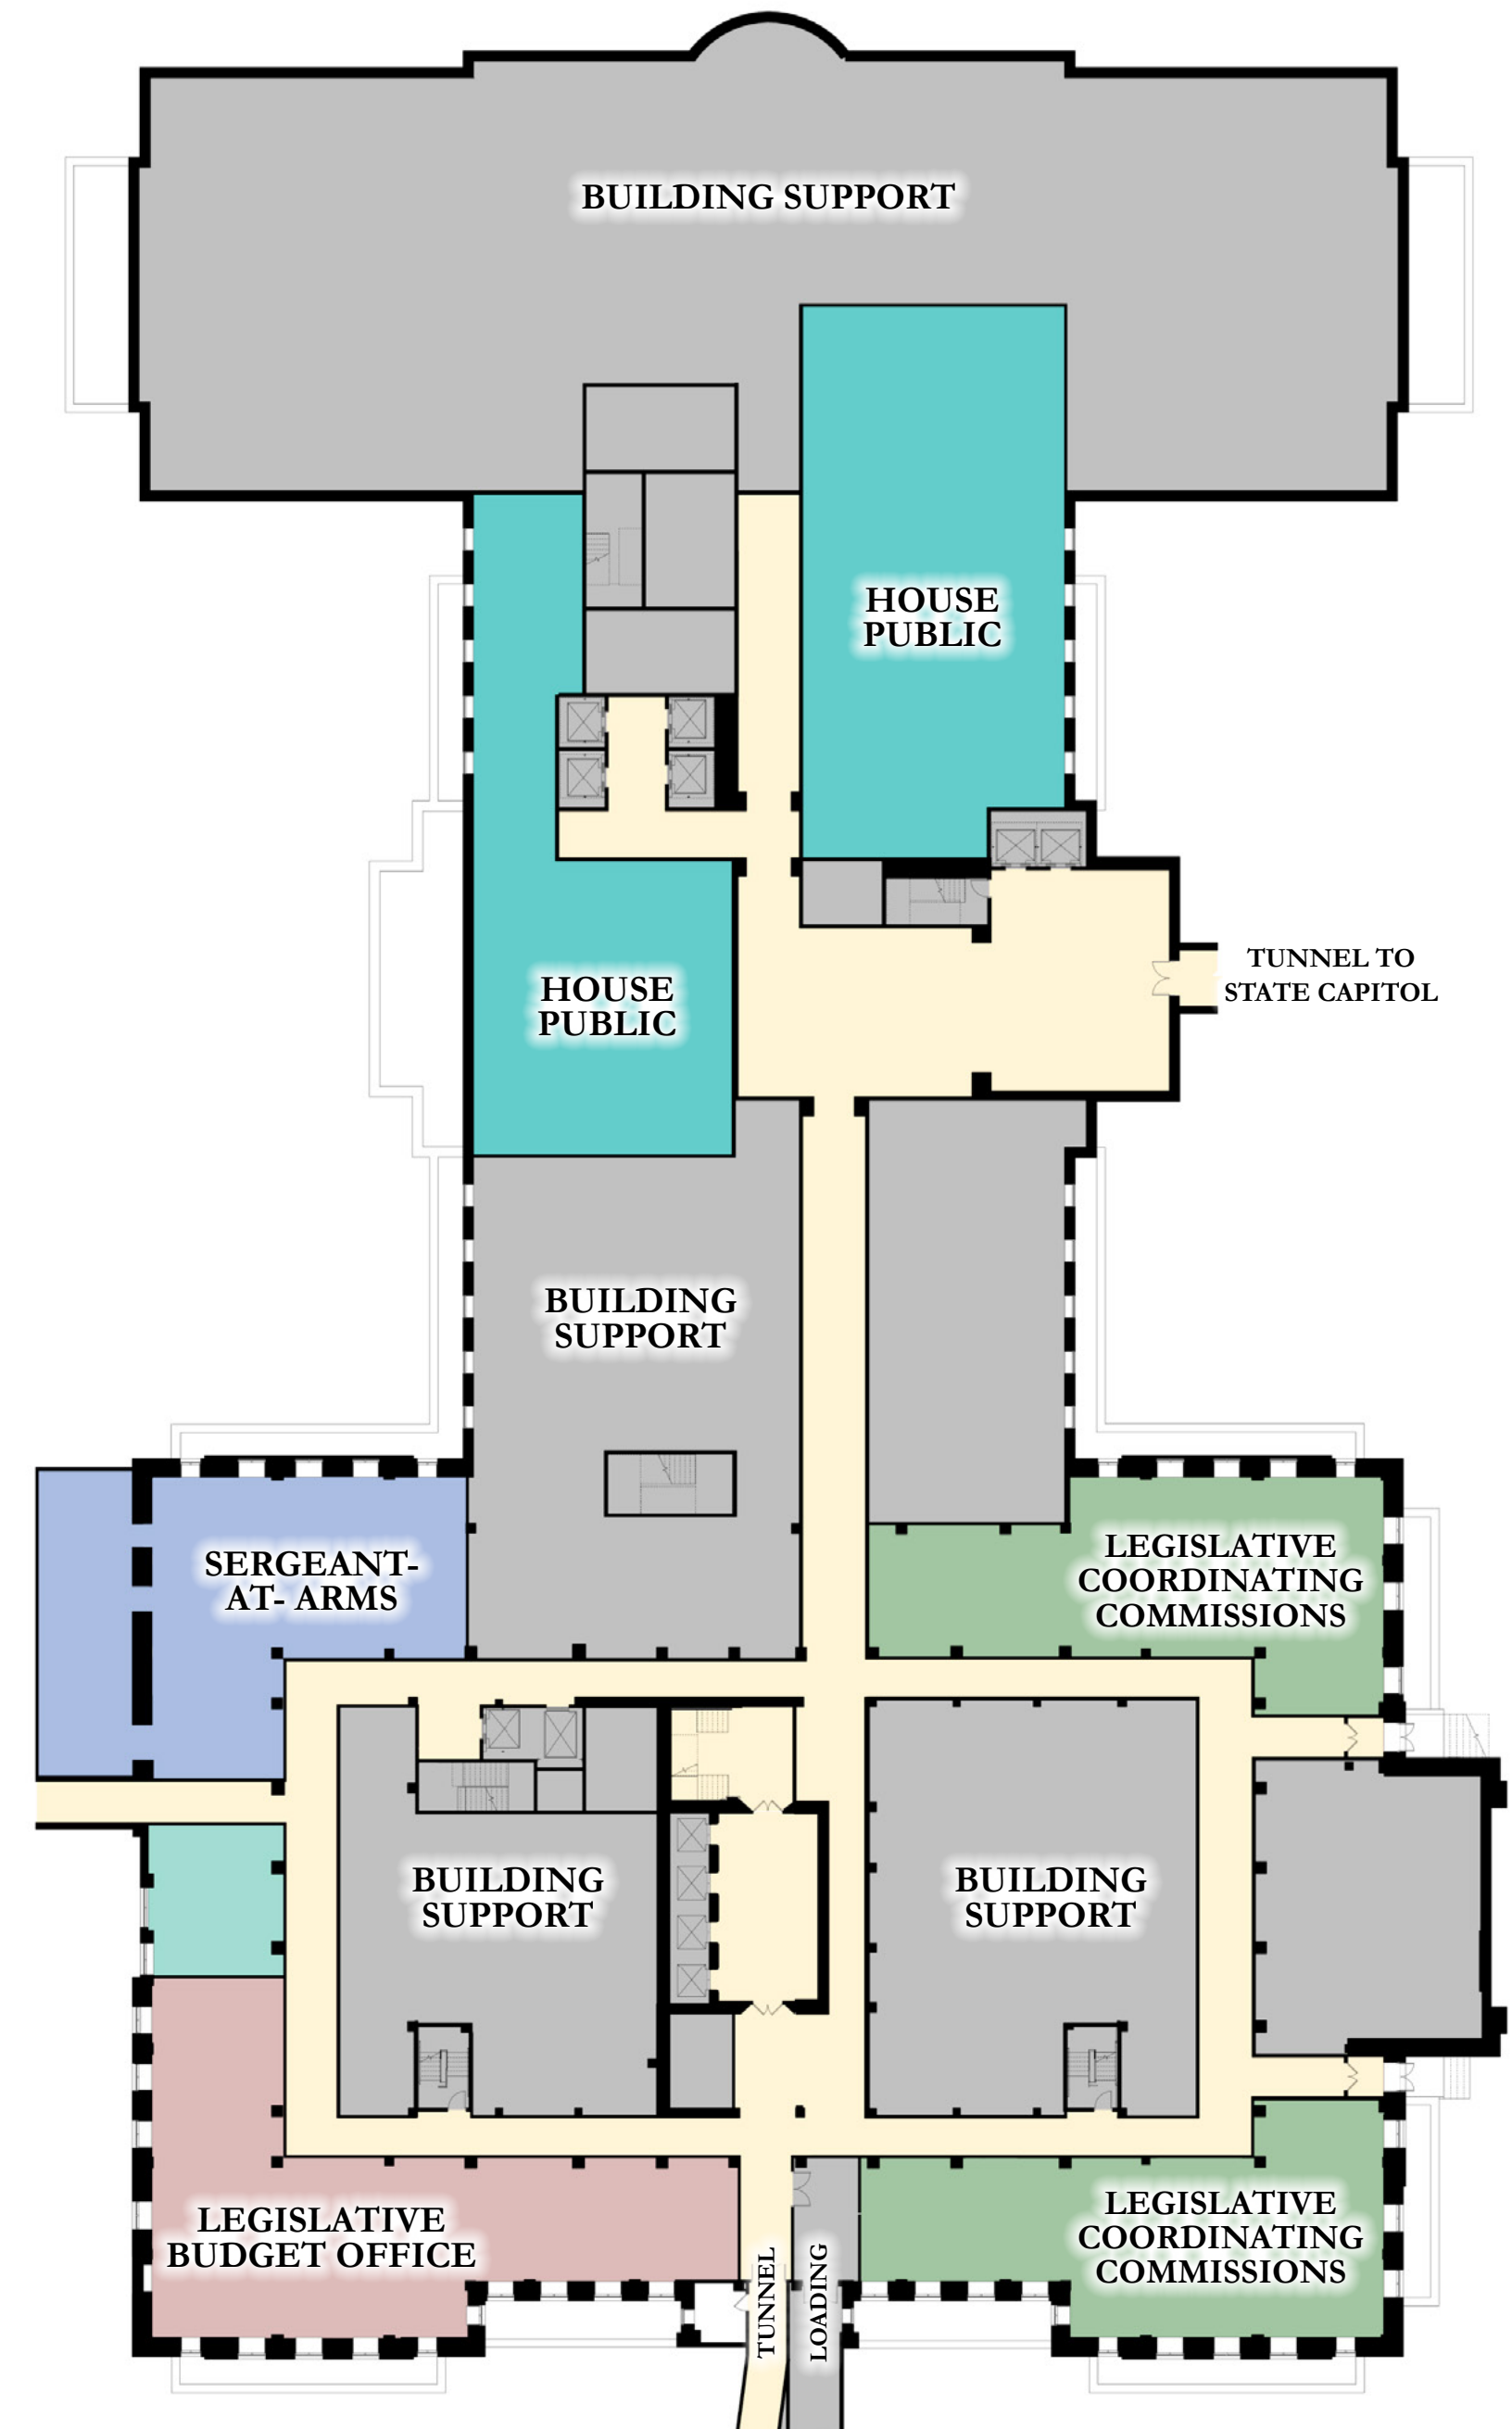 BUILDING SUPPORT
HOUSE
PUBLIC
TUNNEL TO
STATE CAPITOL
HOUSE
PUBLIC
BUILDING
SUPPORT
SERGEANT-
AT- ARMS
LEGISLATIVE
COORDINATING
COMMISSIONS
BUILDING
SUPPORT
BUILDING
SUPPORT
LEGISLATIVE
BUDGET OFFICE
TUNNEL
LOADING
LEGISLATIVE
COORDINATING
COMMISSIONS